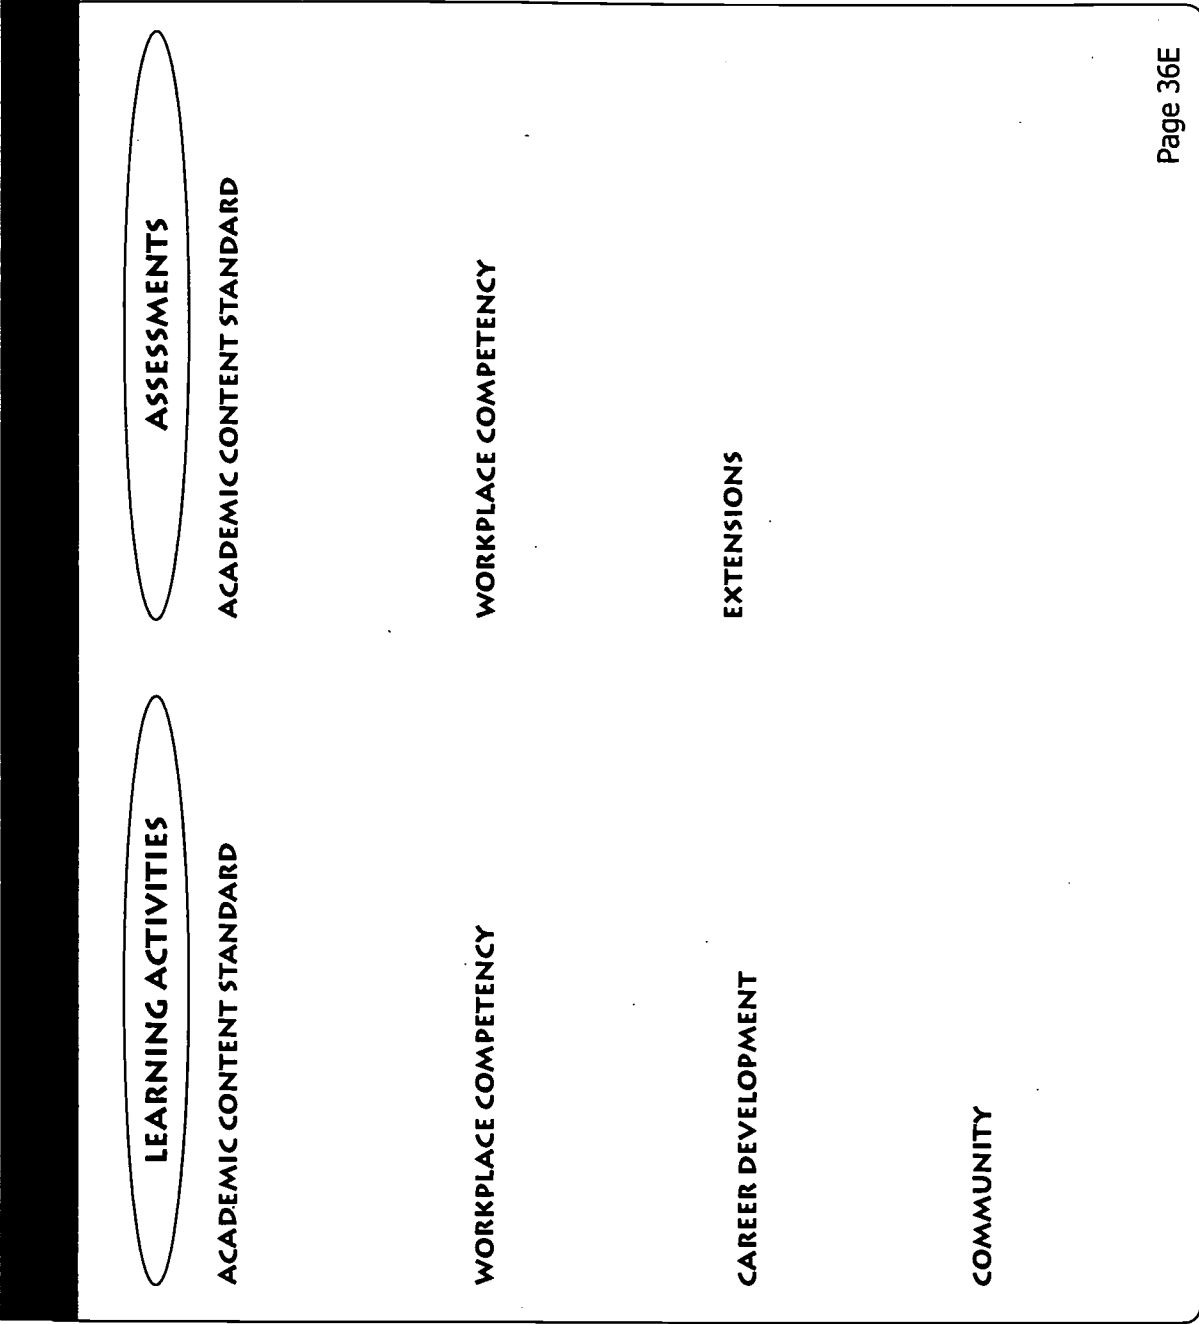 LEARNING ACTIVITIES
ACADEMIC CONTENT STANDARD
WORKPLACE COMPETENCY
CAREER DEVELOPMENT
COMMUNITY
ASSESSMENTS
ACADEMIC CONTENT STANDARD
WORKPLACE COMPETENCY
EXTENSIONS
Page 36E